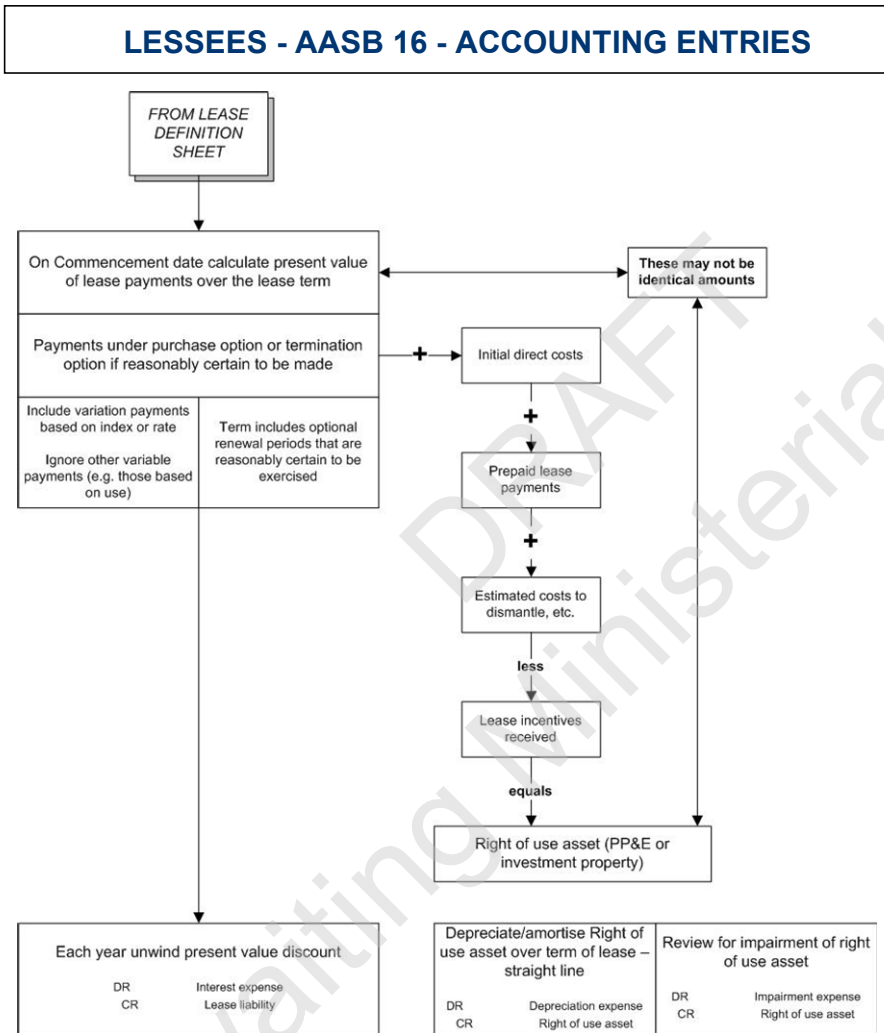 LESSEES - AASB 16 - ACCOUNTING ENTRIES
FROM LEASE
DEFINITION
SHEET
On Commencement date calculate present value
of lease payments over the lease term
These may not be
identical amounts
Payments under purchase option or termination
option if reasonably certain to be made
+
Initial direct costs
Include variation payments
based on index or rate
Ignore other variable
payments (e.g. those based
on use)
Term includes optional
renewal periods that are
reasonably certain to be
exercised
+
Prepaid lease
payments
+
Estimated costs to
dismantle, etc.
less
Lease incentives
received
equals
Right of use asset (PP&E or
investment property)
Each year unwind present value discount
DR Interest expense
CR Lease liability
Depreciate/amortise Right of
use asset over term of lease –
straight line
DR Depreciation expense
CR Right of use asset
Review for impairment of right
of use asset
DR Impairment expense
CR Right of use asset
DRAFT
waiting Ministerial